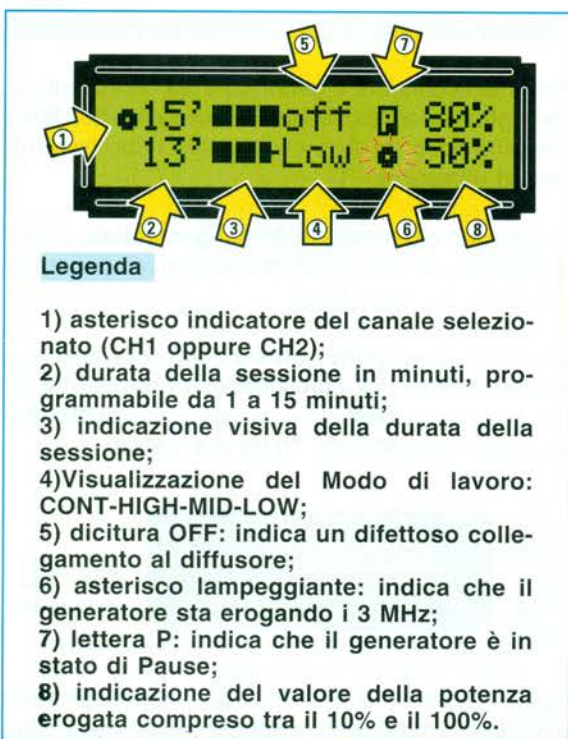 5 7
15' off P 80%
1
13' Low 50%
2 3 4 6 8
Legenda
1) asterisco indicatore del canale selezio-
nato (CH1 oppure CH2);
2) durata della sessione in minuti, pro-
grammabile da 1 a 15 minuti;
3) indicazione visiva della durata della
sessione;
4)Visualizzazione del Modo di lavoro:
CONT-HIGH-MID-LOW;
5) dicitura OFF: indica un difettoso colle-
gamento al diffusore;
6) asterisco lampeggiante: indica che il
generatore sta erogando i 3 MHz;
7) lettera P: indica che il generatore è in
stato di Pause;
8) indicazione del valore della potenza
erogata compreso tra il 10% e il 100%.